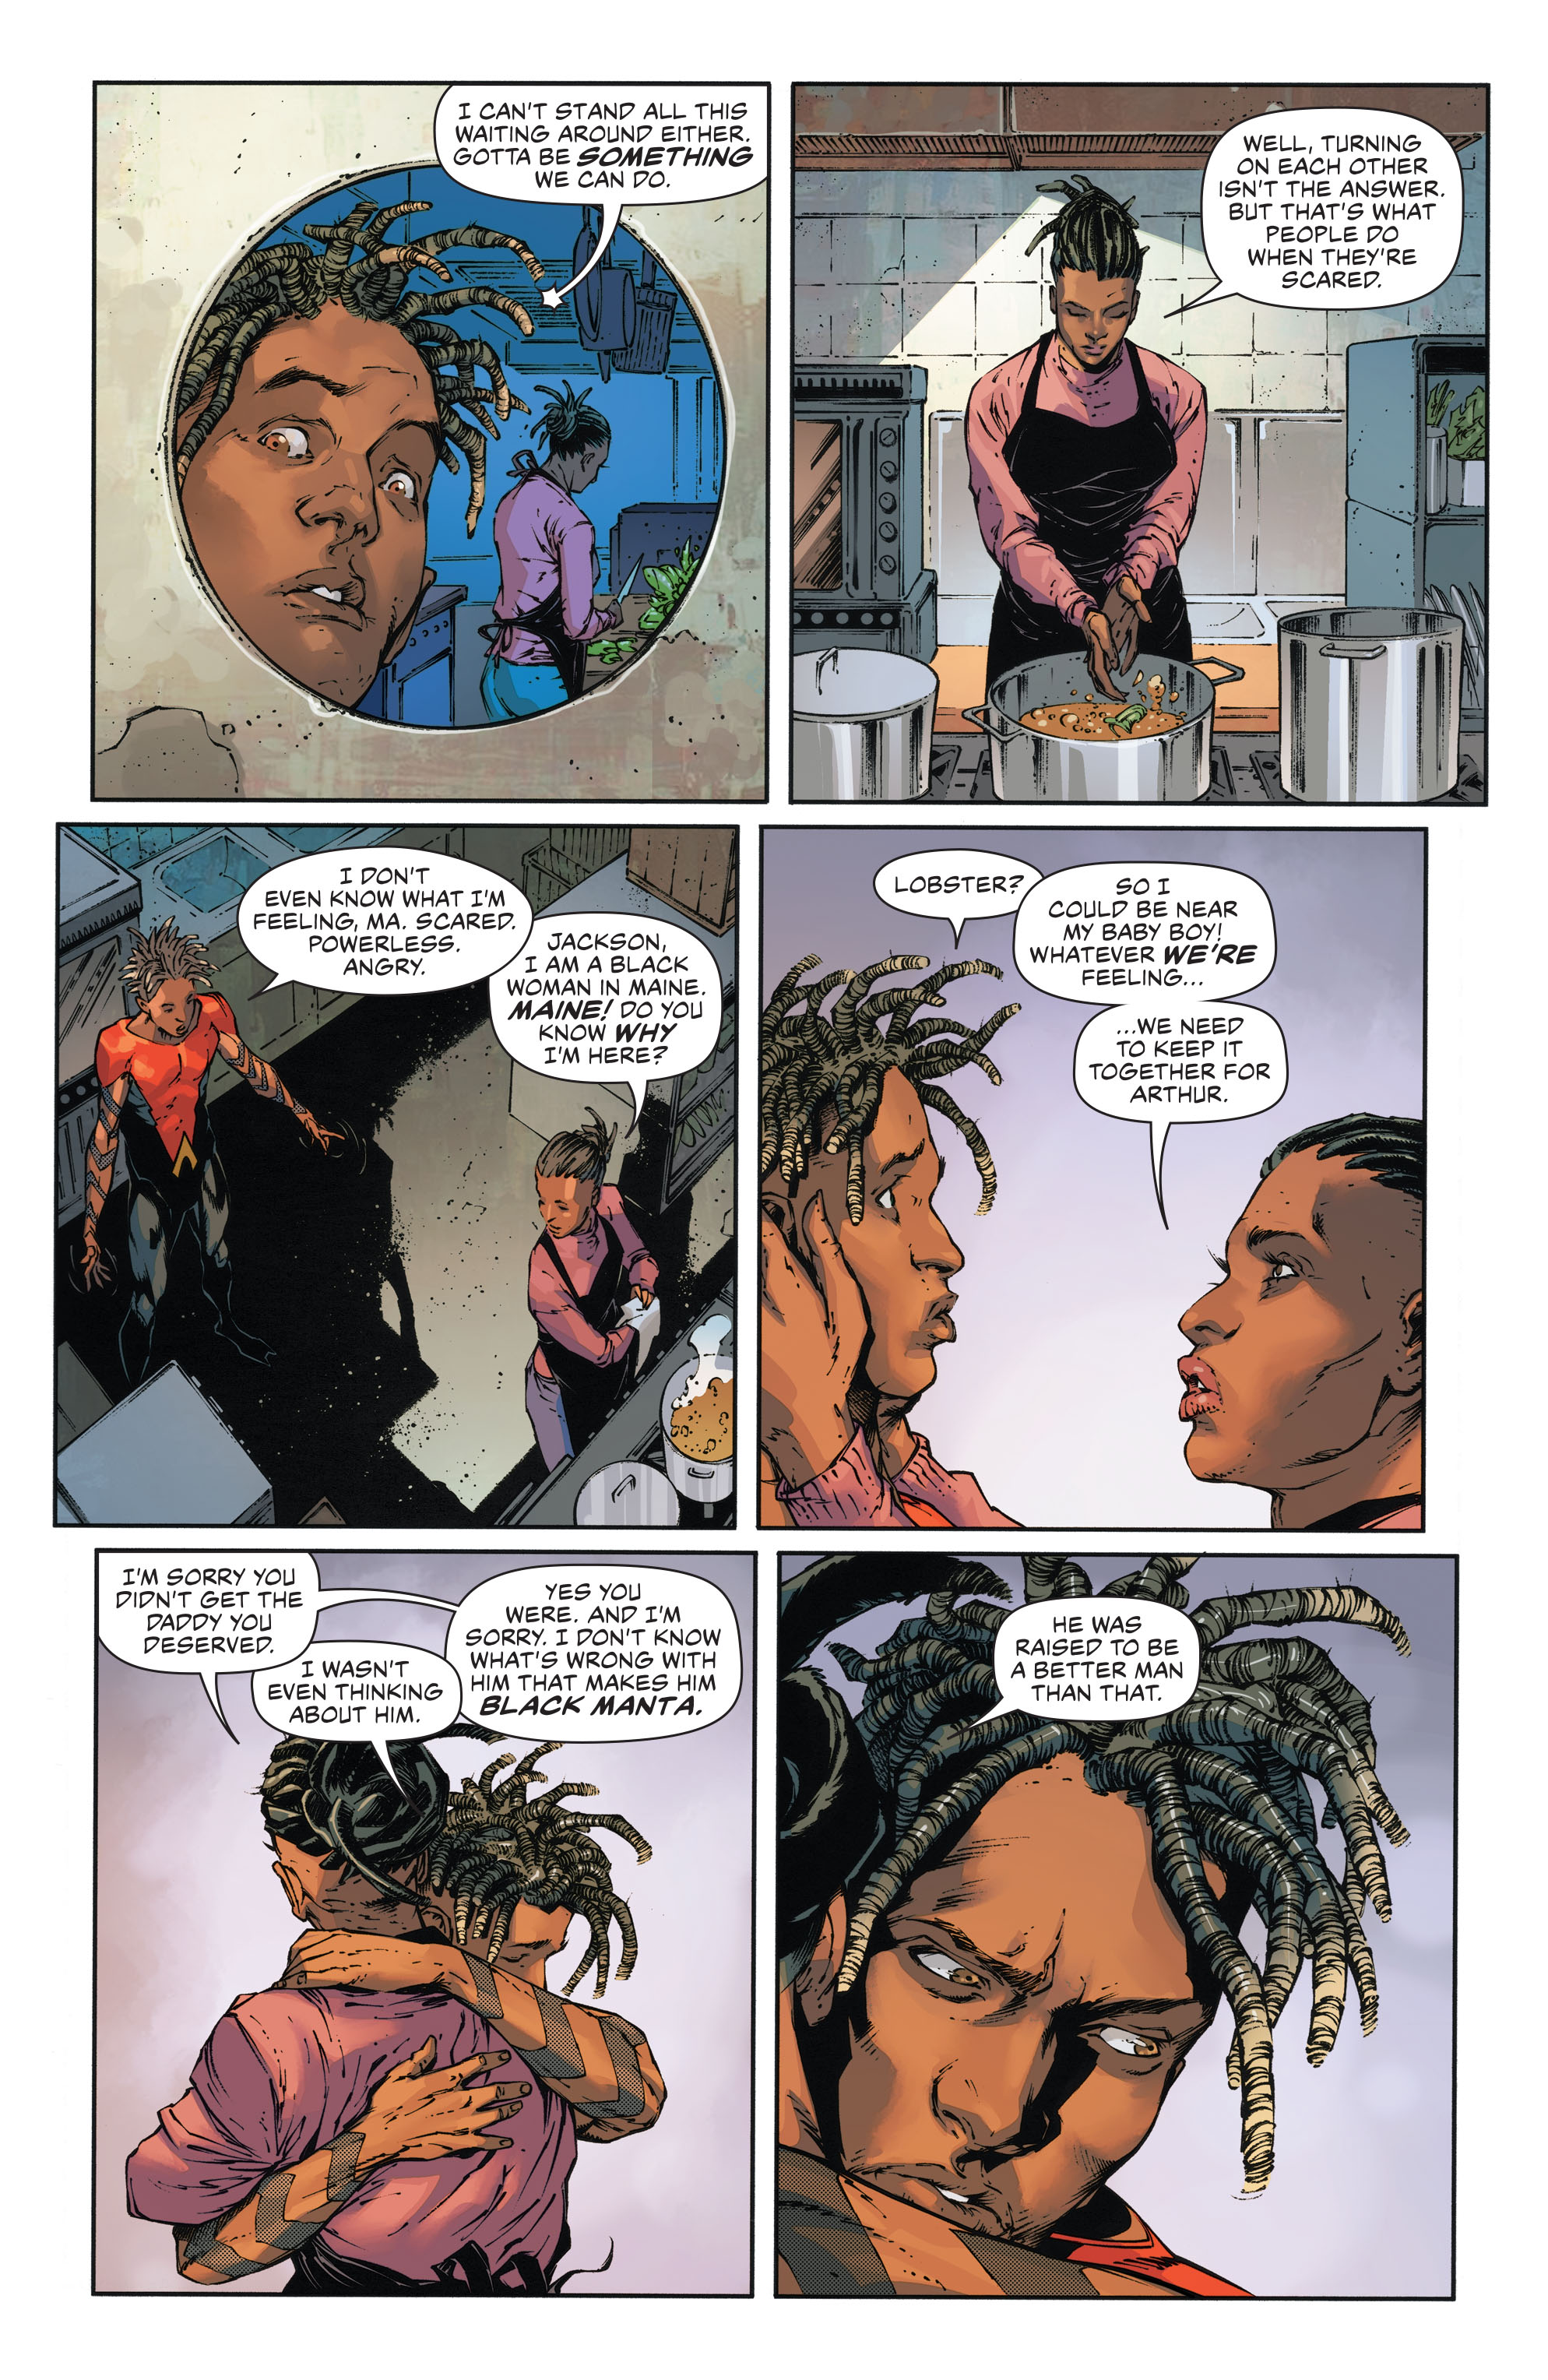 I CAN'T STAND ALL THIS
WAITING AROUND EITHER.
GOTTA BE SOMETHING
WE CAN DO.
WELL, TURNING
ON EACH OTHER
ISN'T THE ANSWER.
BUT THAT'S WHAT
PEOPLE DO
WHEN THEY'RE
SCARED.
I DON'T
EVEN KNOW WHAT I'M
FEELING, MA. SCARED.
POWERLESS.
ANGRY.
JACKSON,
I AM A BLACK
WOMAN IN MAINE.
MAINE! DO YOU
KNOW WHY
I'M HERE?
LOBSTER?
SO I
COULD BE NEAR
MY BABY BOY!
WHATEVER WE'RE
FEELING...
...WE NEED
TO KEEP IT
TOGETHER FOR
ARTHUR.
I'M SORRY YOU
DIDN'T GET THE
DADDY YOU
DESERVED.
I WASN'T
EVEN THINKING
ABOUT HIM.
YES YOU
WERE. AND I'M
SORRY. I DON'T KNOW
WHAT'S WRONG WITH
HIM THAT MAKES HIM
BLACK MANTA.
HE WAS
RAISED TO BE
A BETTER MAN
THAN THAT.